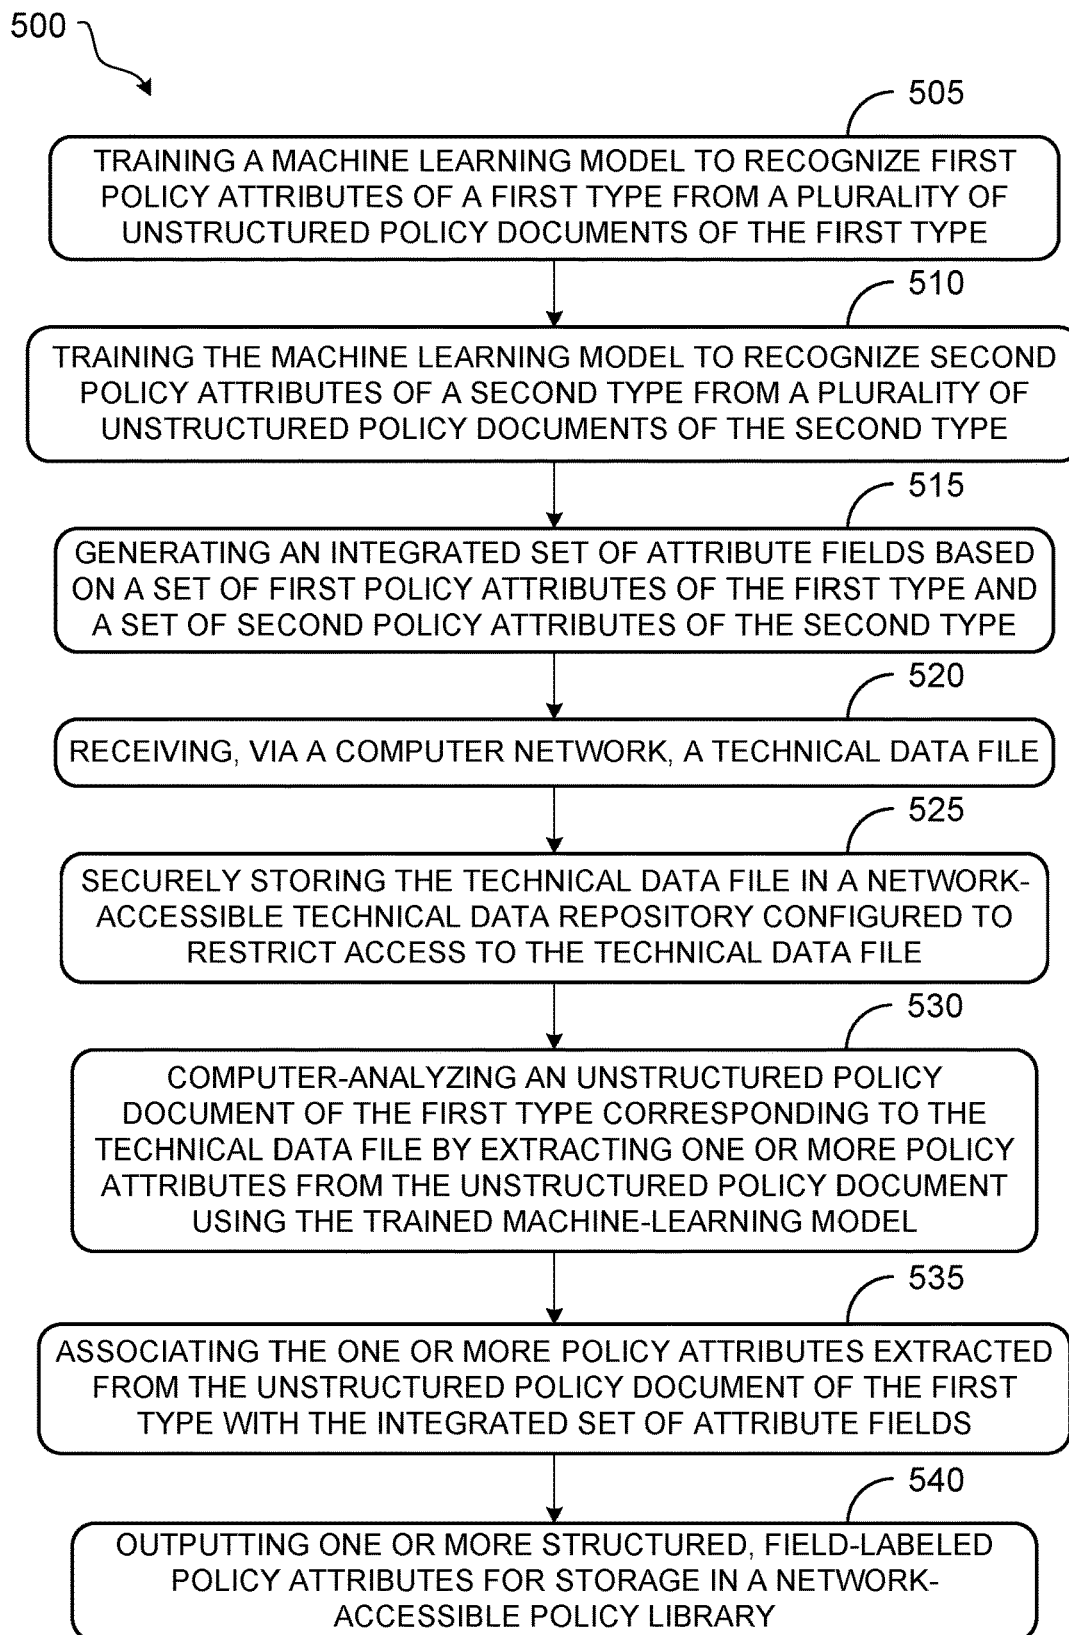 500
505
TRAINING A MACHINE LEARNING MODEL TO RECOGNIZE FIRST
POLICY ATTRIBUTES OF A FIRST TYPE FROM A PLURALITY OF
UNSTRUCTURED POLICY DOCUMENTS OF THE FIRST TYPE
510
TRAINING THE MACHINE LEARNING MODEL TO RECOGNIZE SECOND
POLICY ATTRIBUTES OF A SECOND TYPE FROM A PLURALITY OF
UNSTRUCTURED POLICY DOCUMENTS OF THE SECOND TYPE
515
GENERATING AN INTEGRATED SET OF ATTRIBUTE FIELDS BASED
ON A SET OF FIRST POLICY ATTRIBUTES OF THE FIRST TYPE AND
A SET OF SECOND POLICY ATTRIBUTES OF THE SECOND TYPE
520
RECEIVING, VIA A COMPUTER NETWORK, A TECHNICAL DATA FILE
525
SECURELY STORING THE TECHNICAL DATA FILE IN A NETWORK-
ACCESSIBLE TECHNICAL DATA REPOSITORY CONFIGURED TO
RESTRICT ACCESS TO THE TECHNICAL DATA FILE
530
COMPUTER-ANALYZING AN UNSTRUCTURED POLICY
DOCUMENT OF THE FIRST TYPE CORRESPONDING TO THE
TECHNICAL DATA FILE BY EXTRACTING ONE OR MORE POLICY
ATTRIBUTES FROM THE UNSTRUCTURED POLICY DOCUMENT
USING THE TRAINED MACHINE-LEARNING MODEL
535
ASSOCIATING THE ONE OR MORE POLICY ATTRIBUTES EXTRACTED
FROM THE UNSTRUCTURED POLICY DOCUMENT OF THE FIRST
TYPE WITH THE INTEGRATED SET OF ATTRIBUTE FIELDS
540
OUTPUTTING ONE OR MORE STRUCTURED, FIELD-LABELED
POLICY ATTRIBUTES FOR STORAGE IN A NETWORK-
ACCESSIBLE POLICY LIBRARY